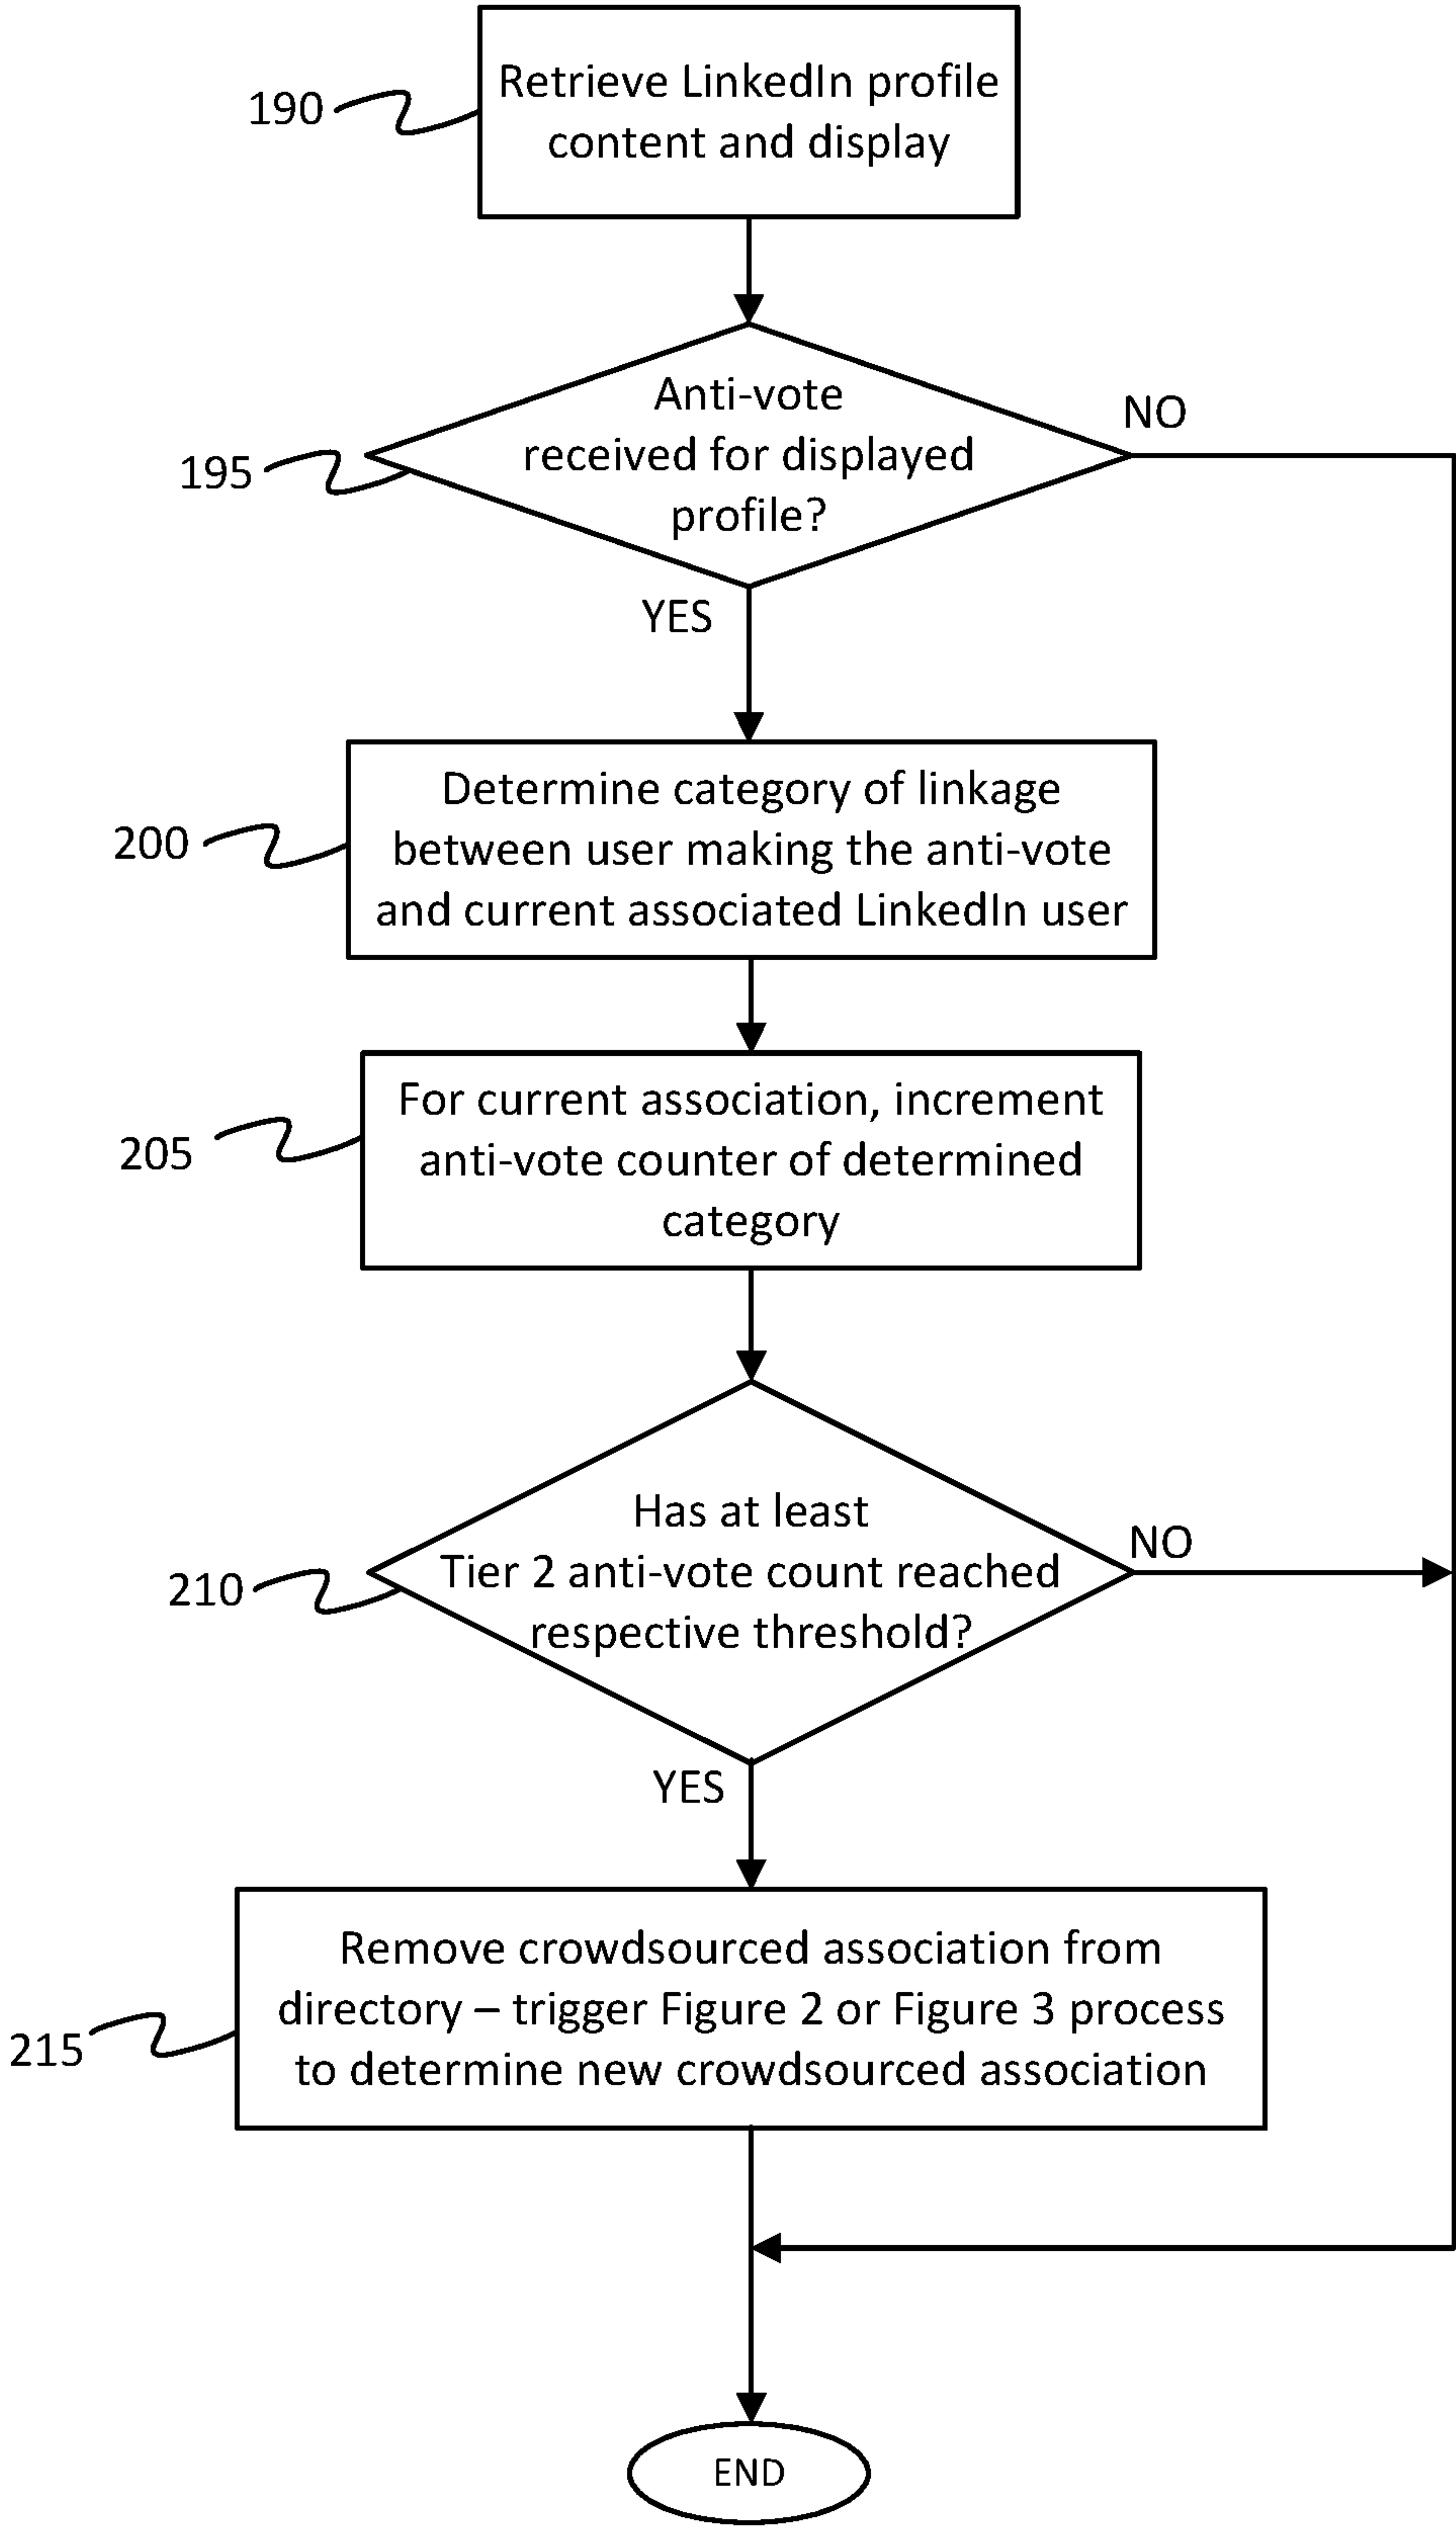 190
Retrieve LinkedIn profile
content and display
195
Anti-vote
received for displayed
profile?
NO
YES
200
Determine category of linkage
between user making the anti-vote
and current associated LinkedIn user
205
For current association, increment
anti-vote counter of determined
category
210
Has at least
Tier 2 anti-vote count reached
respective threshold?
NO
YES
215
Remove crowdsourced association from
directory – trigger Figure 2 or Figure 3 process
to determine new crowdsourced association
END